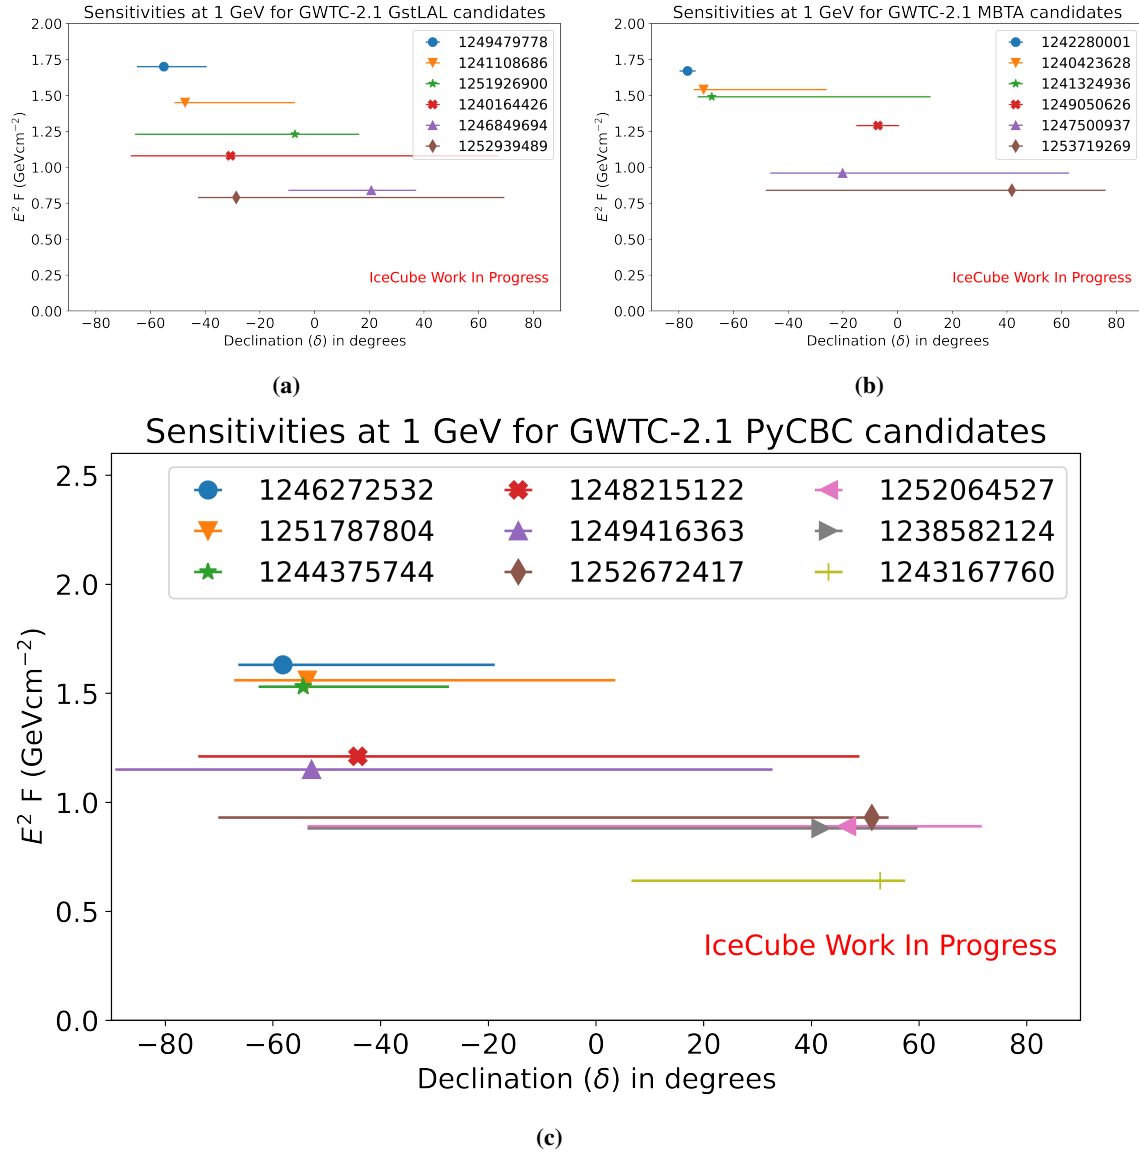 Sensitivities at 1 GeV for GWTC-2.1 GstLAL candidates
2.00
1.75
1.50
1.25
1.00
0.75
0.50
0.25
0.00
E² F (GeVcm⁻²)
1249479778
1241108686
1251926900
1240164426
1246849694
1252939489
IceCube Work In Progress
−80 −60 −40 −20 0 20 40 60 80
Declination (δ) in degrees
(a)
Sensitivities at 1 GeV for GWTC-2.1 MBTA candidates
2.00
1.75
1.50
1.25
1.00
0.75
0.50
0.25
0.00
E² F (GeVcm⁻²)
1242280001
1240423628
1241324936
1249050626
1247500937
1253719269
IceCube Work In Progress
−80 −60 −40 −20 0 20 40 60 80
Declination (δ) in degrees
(b)
Sensitivities at 1 GeV for GWTC-2.1 PyCBC candidates
2.5
2.0
1.5
1.0
0.5
0.0
E² F (GeVcm⁻²)
1246272532 1248215122 1252064527
1251787804 1249416363 1238582124
1244375744 1252672417 1243167760
IceCube Work In Progress
−80 −60 −40 −20 0 20 40 60 80
Declination (δ) in degrees
(c)